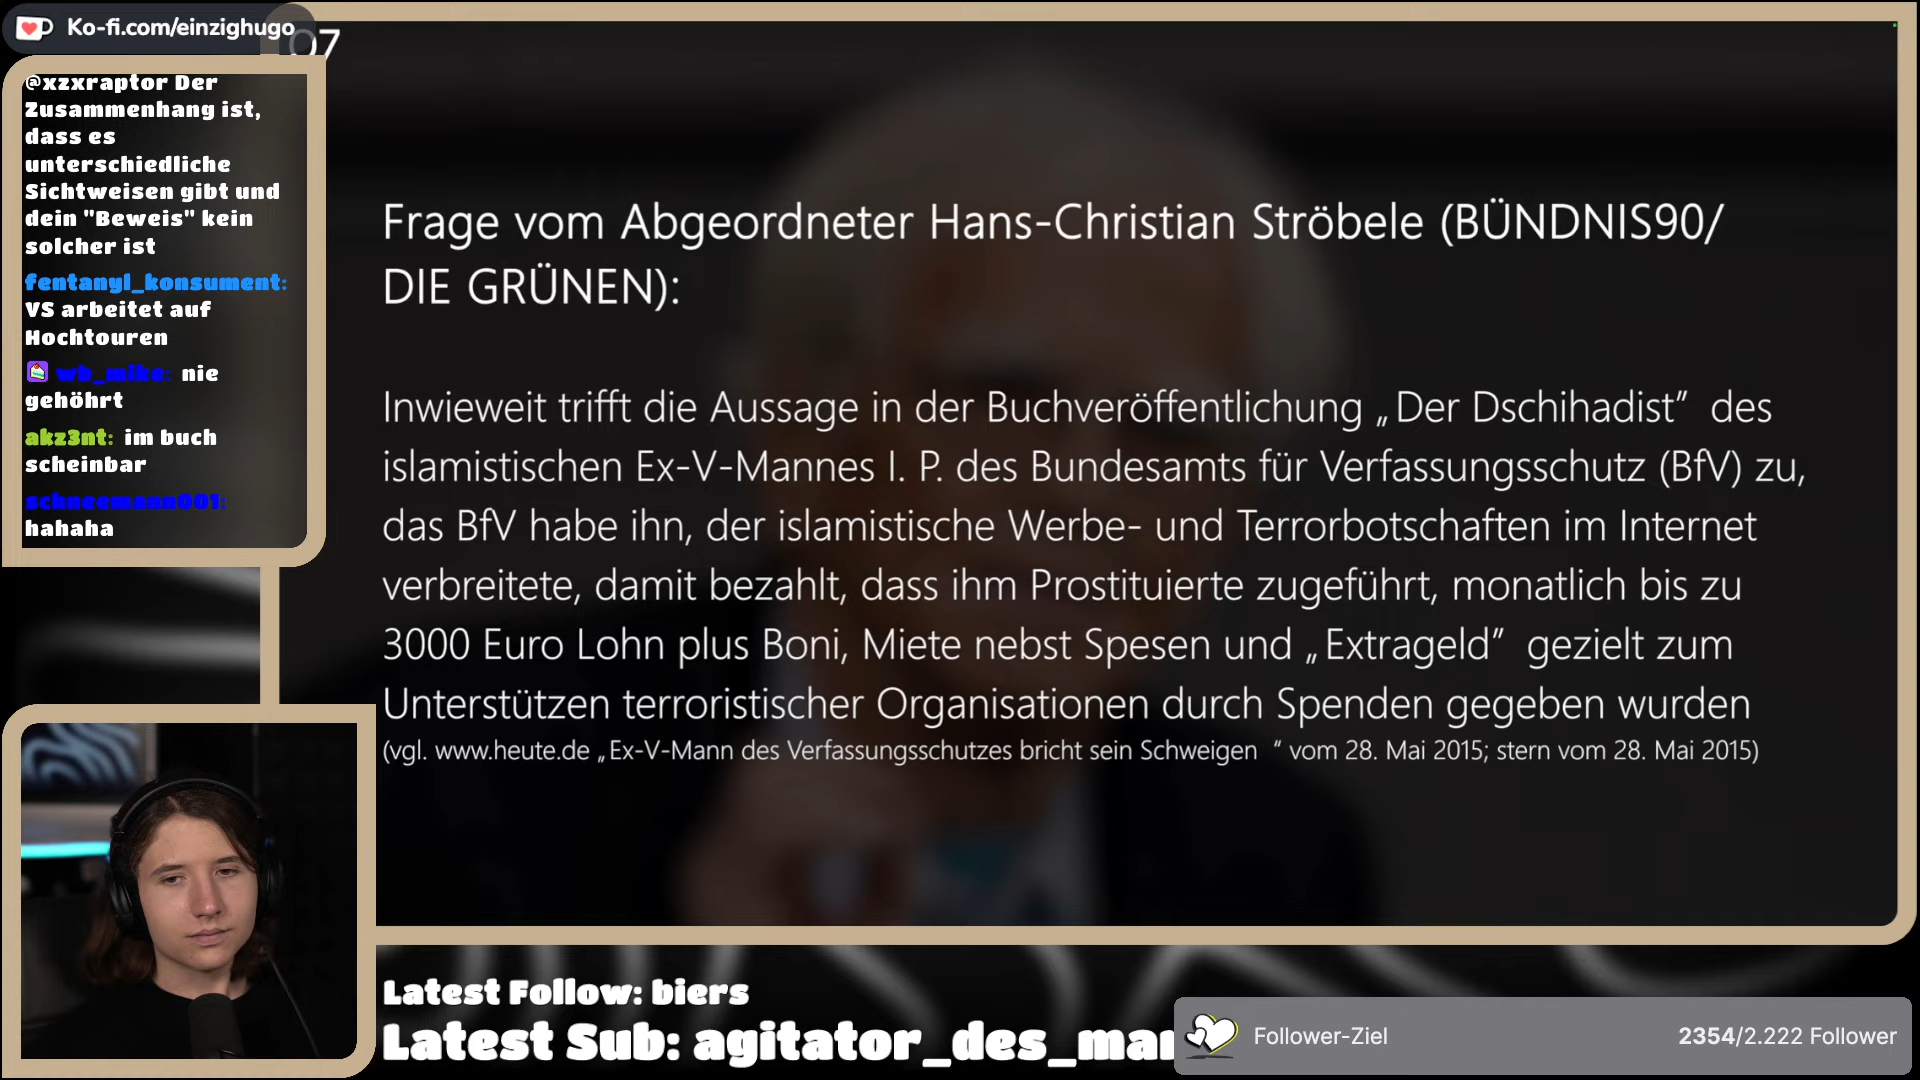 Ko-fi.com/einzighugo
07
@xzxraptor Der
Zusammenhang ist,
dass es
unterschiedliche
Sichtweisen gibt und
dein "Beweis" kein
solcher ist
fentanyl_konsument:
VS arbeitet auf
Hochtouren
wb_mike: nie
gehöhrt
akz3nt: im buch
scheinbar
schneemann001:
hahaha
Frage vom Abgeordneter Hans-Christian Ströbele (BÜNDNIS90/
DIE GRÜNEN):
Inwieweit trifft die Aussage in der Buchveröffentlichung „Der Dschihadist” des
islamistischen Ex-V-Mannes I. P. des Bundesamts für Verfassungsschutz (BfV) zu,
das BfV habe ihn, der islamistische Werbe- und Terrorbotschaften im Internet
verbreitete, damit bezahlt, dass ihm Prostituierte zugeführt, monatlich bis zu
3000 Euro Lohn plus Boni, Miete nebst Spesen und „Extrageld” gezielt zum
Unterstützen terroristischer Organisationen durch Spenden gegeben wurden
(vgl. www.heute.de „Ex-V-Mann des Verfassungsschutzes bricht sein Schweigen “ vom 28. Mai 2015; stern vom 28. Mai 2015)
Latest Follow: biers
Latest Sub: agitator_des_mar
Follower-Ziel
2354/2.222 Follower